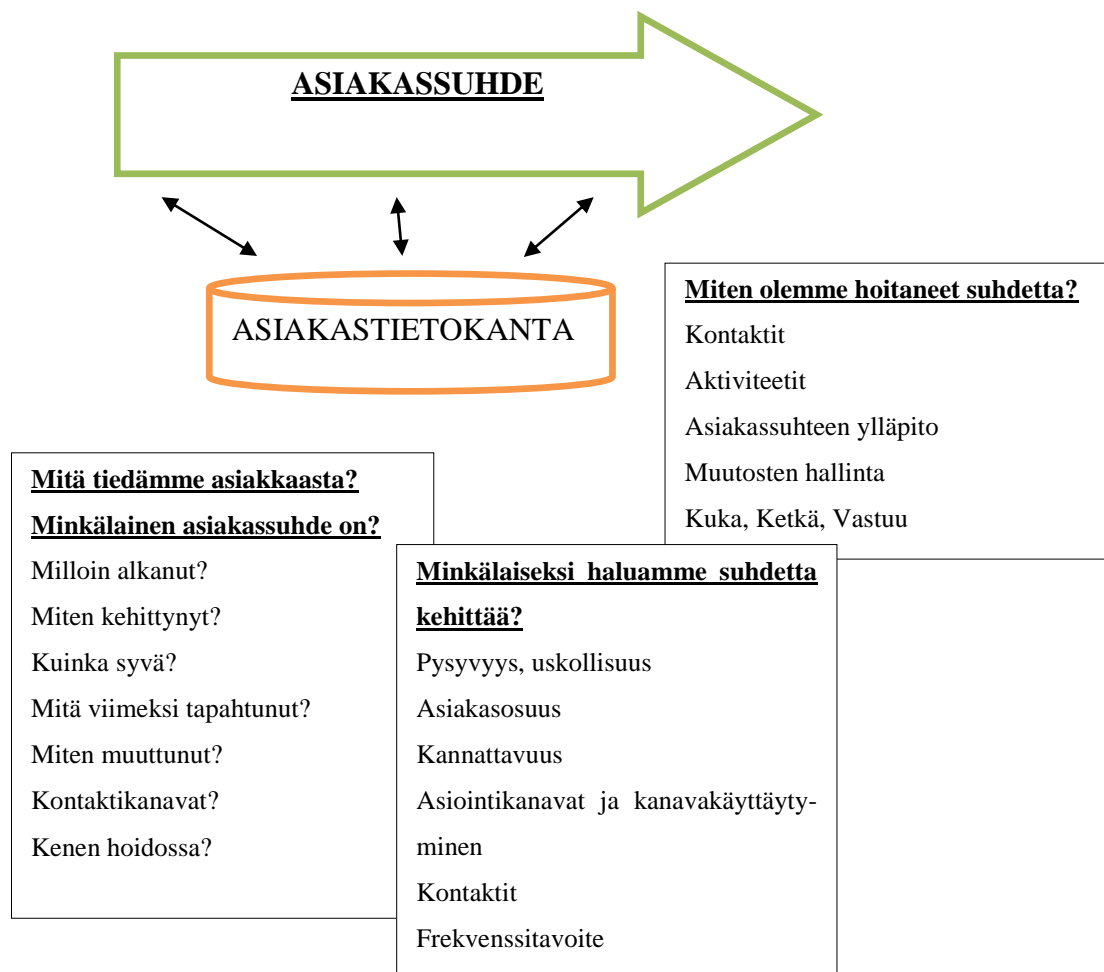 ASIAKASSUHDE
ASIAKASTIETOKANTA
Miten olemme hoitaneet suhdetta?
Kontaktit
Aktiviteetit
Asiakassuhteen ylläpito
Muutosten hallinta
Kuka, Ketkä, Vastuu
Mitä tiedämme asiakkaasta?
Minkälainen asiakassuhde on?
Milloin alkanut?
Miten kehittynyt?
Kuinka syvä?
Mitä viimeksi tapahtunut?
Miten muuttunut?
Kontaktikanavat?
Kenen hoidossa?
Minkälaiseksi haluamme suhdetta
kehittää?
Pysyvyys, uskollisuus
Asiakasosuus
Kannattavuus
Asiointikanavat ja kanavakäyttäyty-
minen
Kontaktit
Frekvenssitavoite